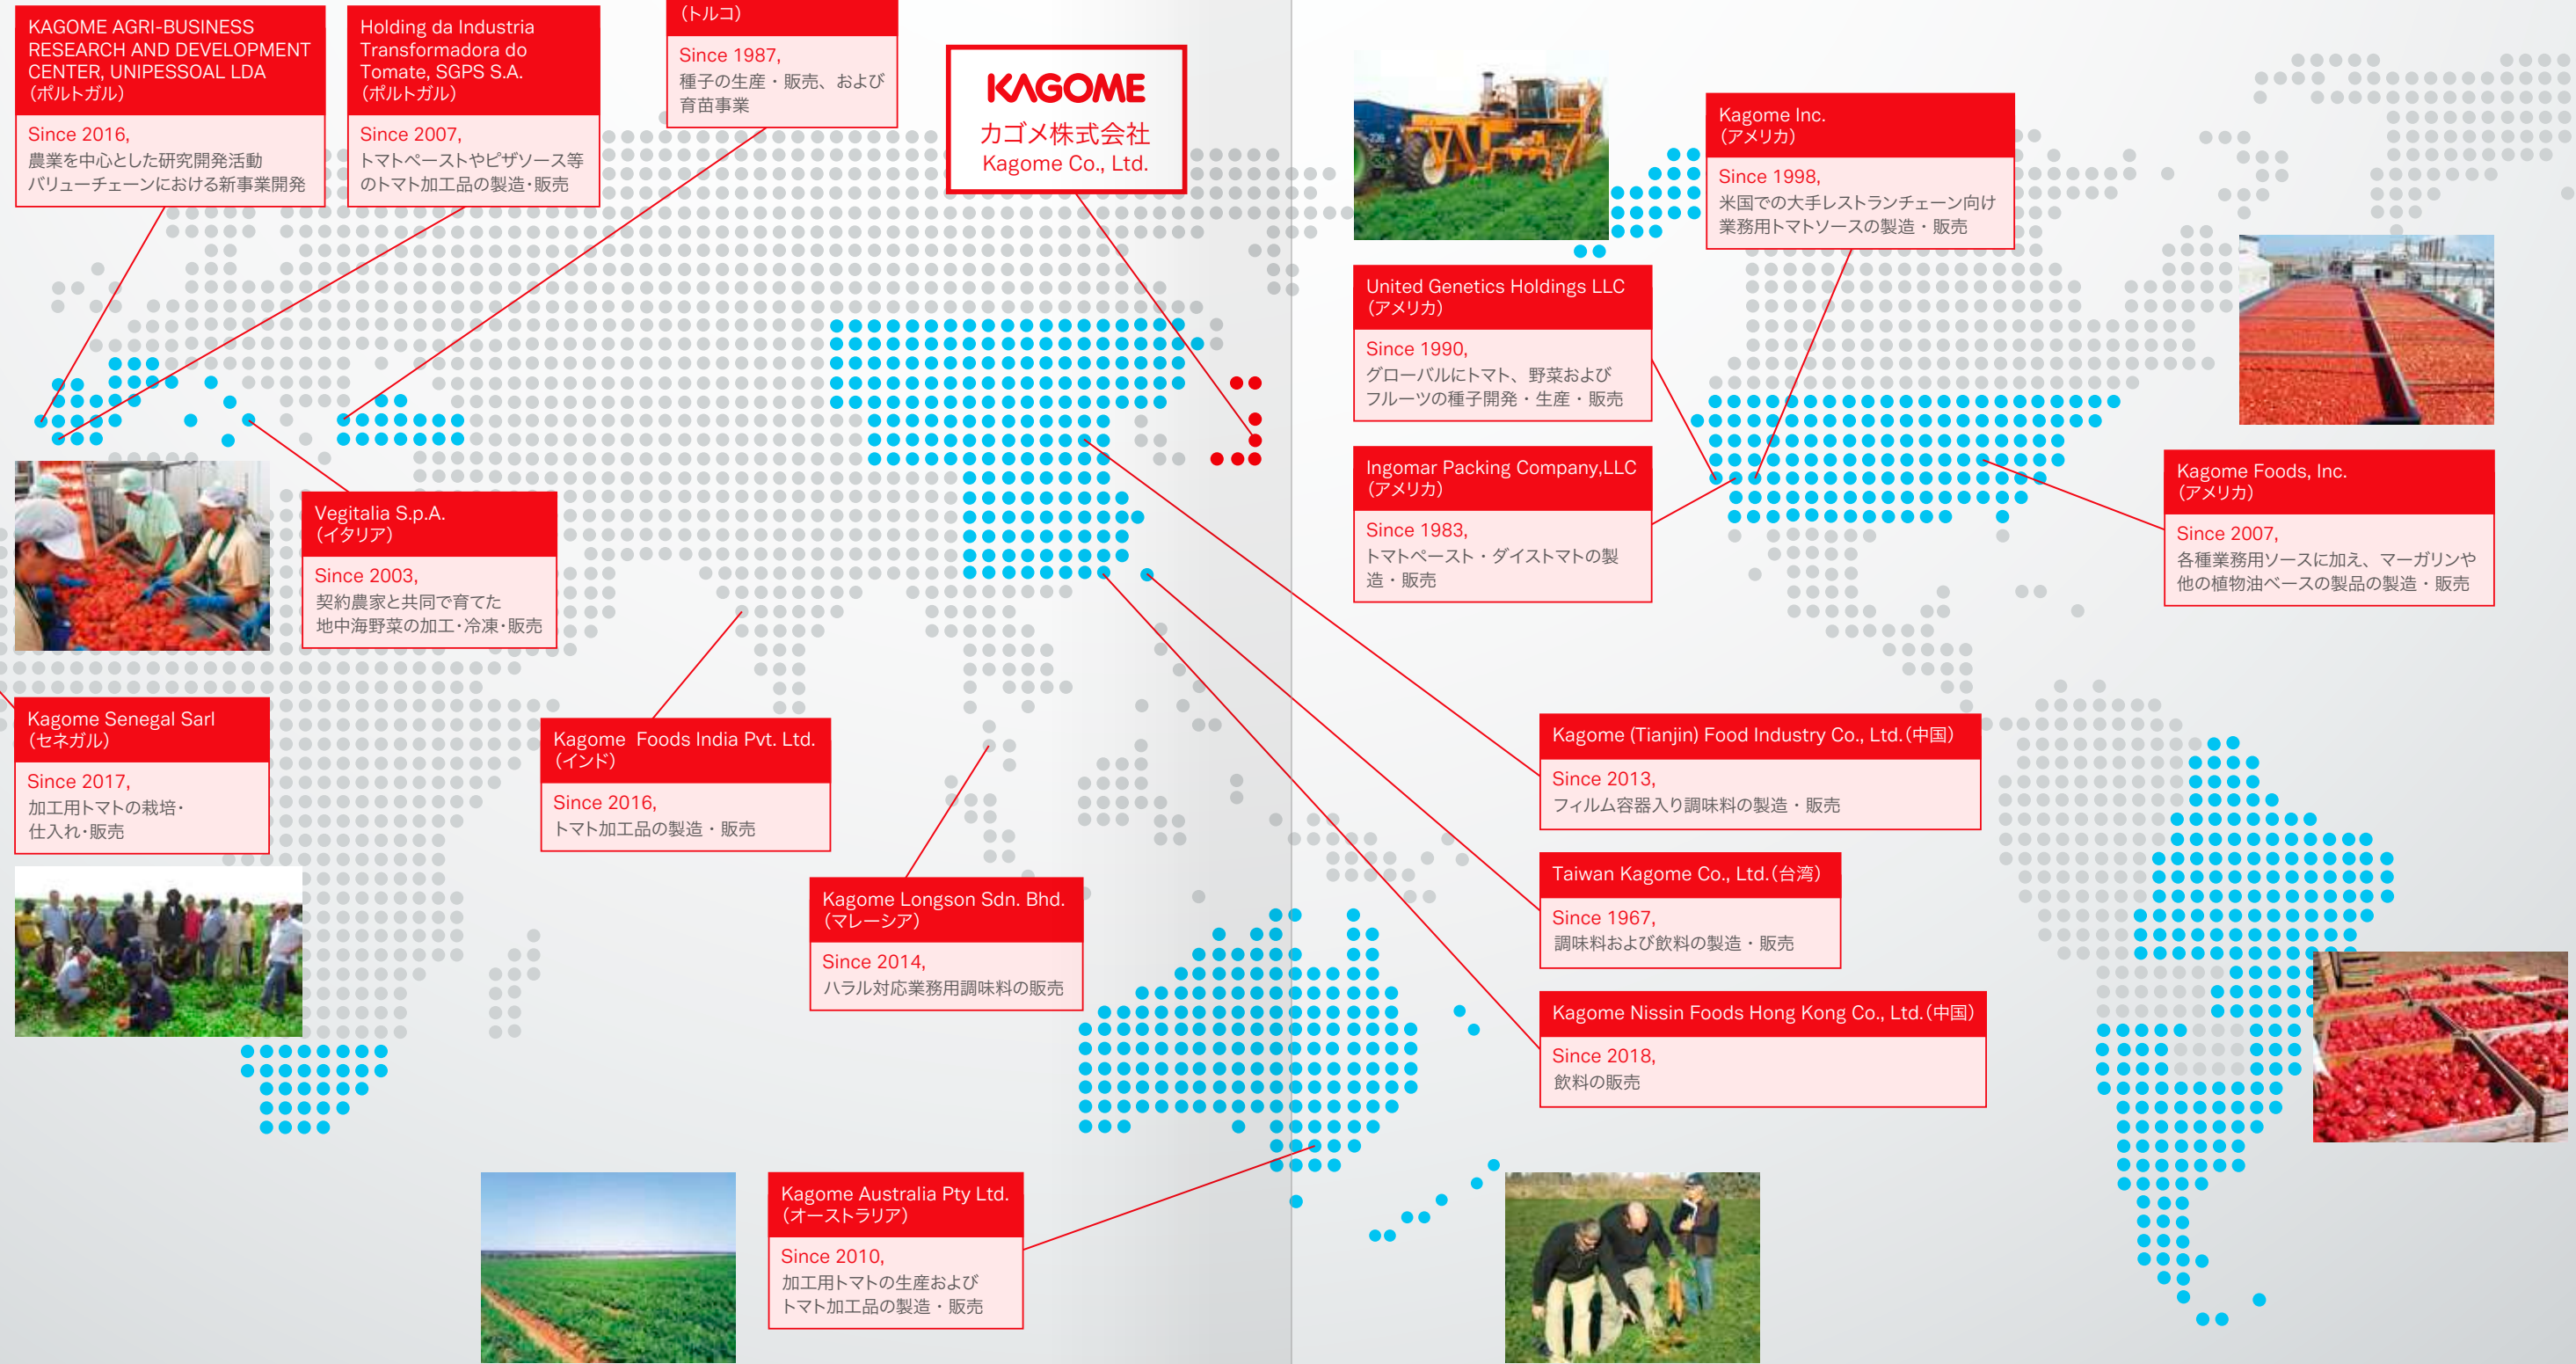 KAGOME AGRI-BUSINESS
RESEARCH AND DEVELOPMENT
CENTER, UNIPESSOAL LDA
（ポルトガル）
Since 2016,
農業を中心とした研究開発活動
バリューチェーンにおける新事業開発
Holding da Industria
Transformadora do
Tomate, SGPS S.A.
（ポルトガル）
Since 2007,
トマトペーストやピザソース等
のトマト加工品の製造・販売
（トルコ）
Since 1987,
種子の生産・販売、および
育苗事業
KAGOME
カゴメ株式会社
Kagome Co., Ltd.
Kagome Inc.
（アメリカ）
Since 1998,
米国での大手レストランチェーン向け
業務用トマトソースの製造・販売
United Genetics Holdings LLC
（アメリカ）
Since 1990,
グローバルにトマト、野菜および
フルーツの種子開発・生産・販売
Ingomar Packing Company,LLC
（アメリカ）
Since 1983,
トマトペースト・ダイストマトの製
造・販売
Kagome Foods, Inc.
（アメリカ）
Since 2007,
各種業務用ソースに加え、マーガリンや
他の植物油ベースの製品の製造・販売
Vegitalia S.p.A.
（イタリア）
Since 2003,
契約農家と共同で育てた
地中海野菜の加工・冷凍・販売
Kagome Senegal Sarl
（セネガル）
Since 2017,
加工用トマトの栽培・
仕入れ・販売
Kagome Foods India Pvt. Ltd.
（インド）
Since 2016,
トマト加工品の製造・販売
Kagome Longson Sdn. Bhd.
（マレーシア）
Since 2014,
ハラル対応業務用調味料の販売
Kagome (Tianjin) Food Industry Co., Ltd.（中国）
Since 2013,
フィルム容器入り調味料の製造・販売
Taiwan Kagome Co., Ltd.（台湾）
Since 1967,
調味料および飲料の製造・販売
Kagome Nissin Foods Hong Kong Co., Ltd.（中国）
Since 2018,
飲料の販売
Kagome Australia Pty Ltd.
（オーストラリア）
Since 2010,
加工用トマトの生産および
トマト加工品の製造・販売